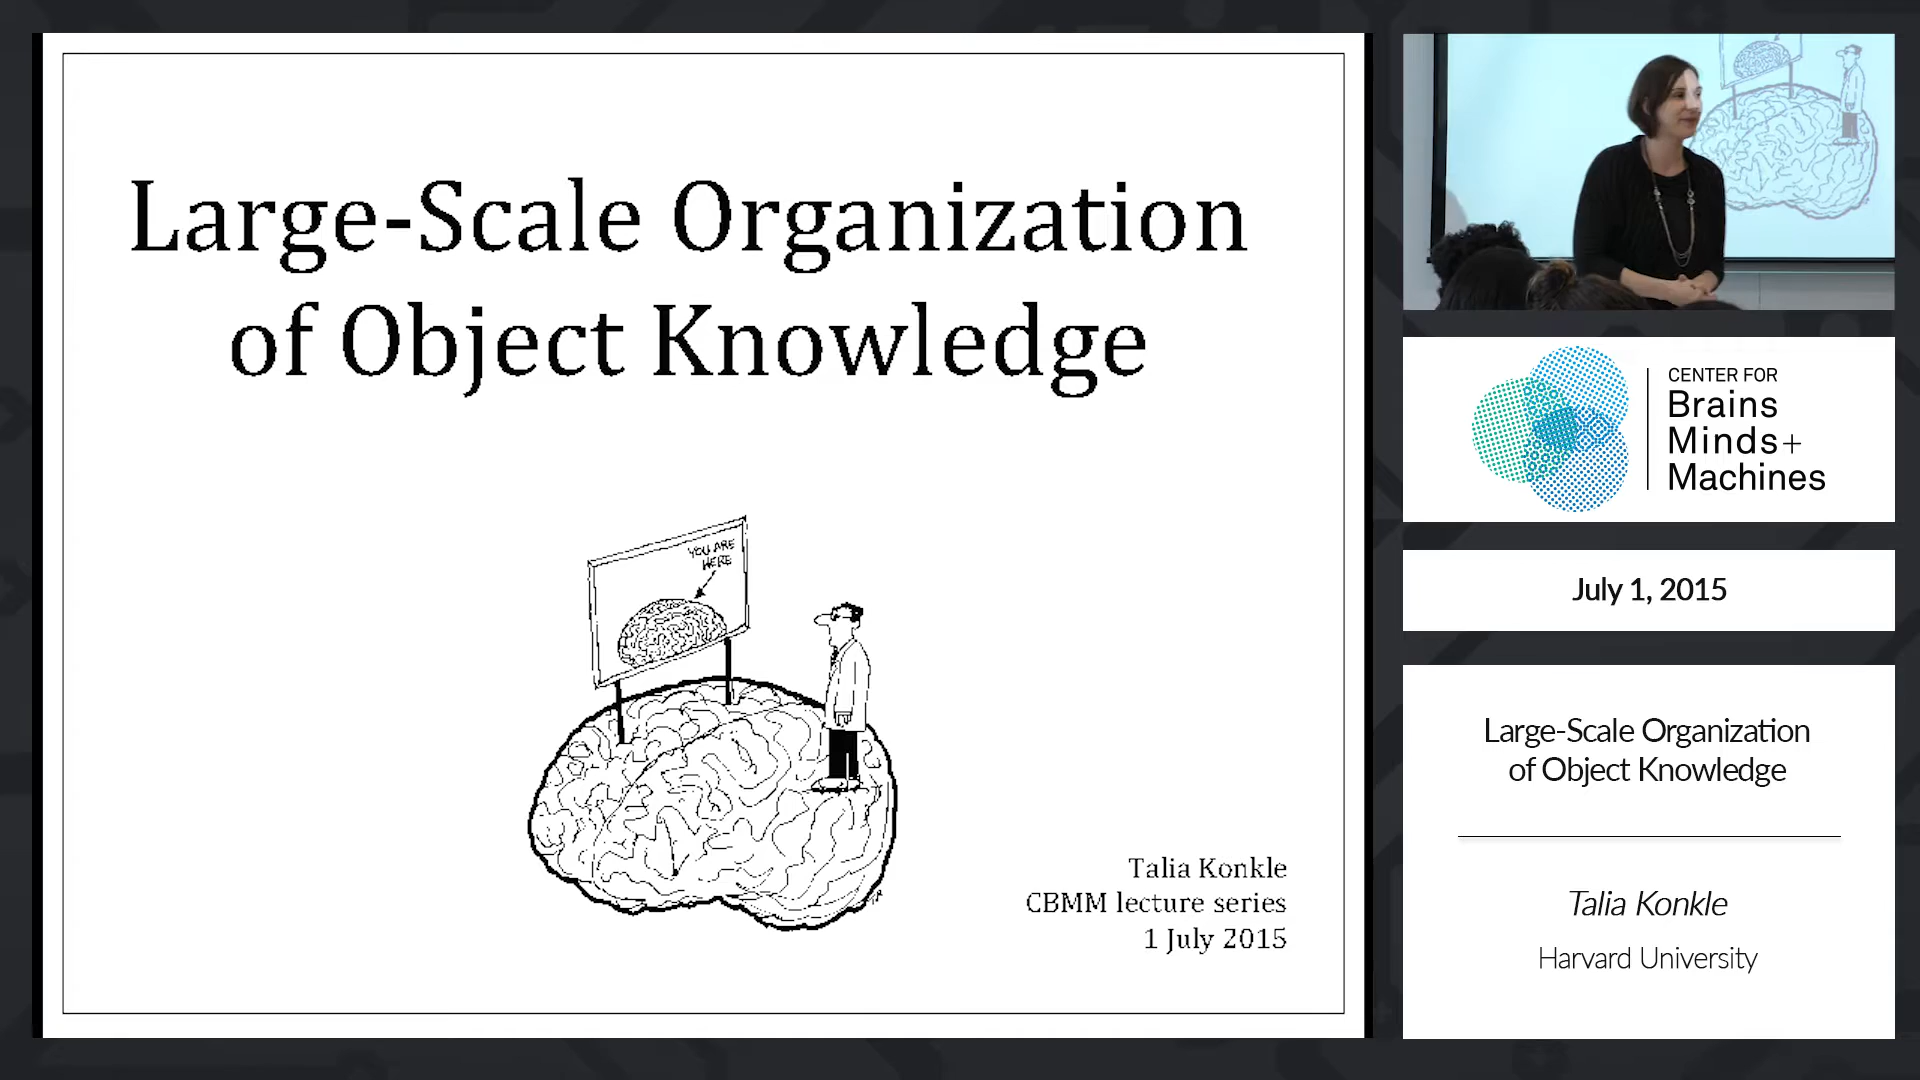 Large-Scale Organization
of Object Knowledge
YOU ARE
HERE
Talia Konkle
CBMM lecture series
1 July 2015
CENTER FOR
Brains
Minds+
Machines
July 1, 2015
Large-Scale Organization
of Object Knowledge
Talia Konkle
Harvard University